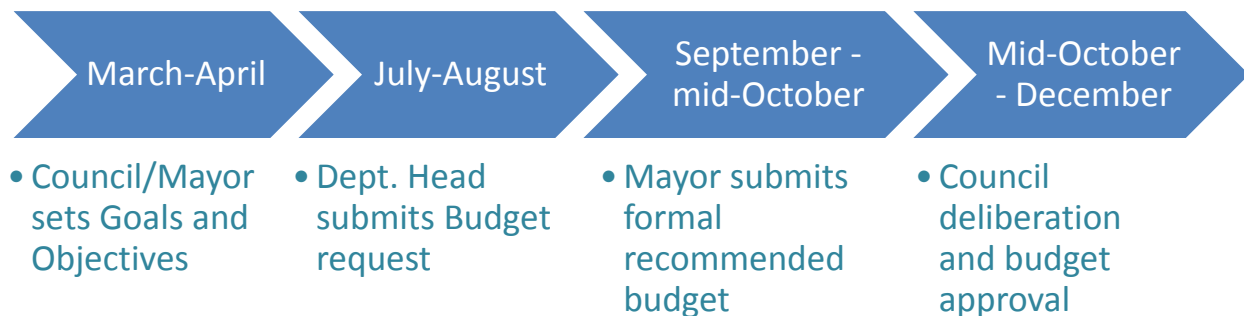 March-April
July-August
September -
mid-October
Mid-October
- December
• Council/Mayor
sets Goals and
Objectives
• Dept. Head
submits Budget
request
• Mayor submits
formal
recommended
budget
• Council
deliberation
and budget
approval